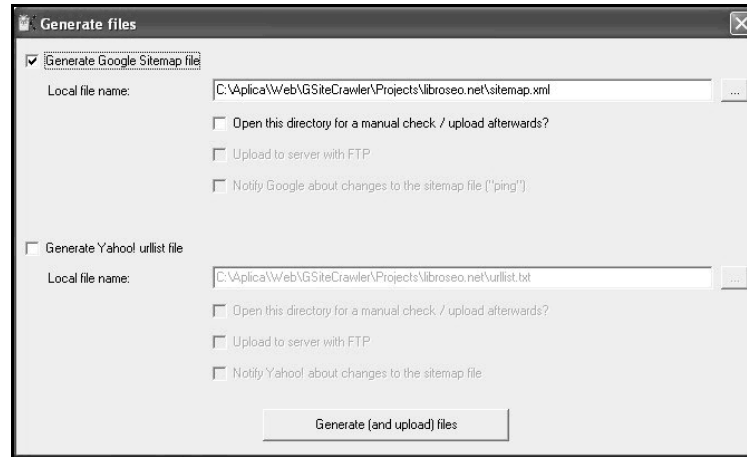 Generate files
Generate Google Sitemap file
Local file name: C:\Aplica\Web\GSiteCrawler\Projects\libroseo.net\sitemap.xml ...
Open this directory for a manual check / upload afterwards?
Upload to server with FTP
Notify Google about changes to the sitemap file ("ping")
Generate Yahoo! urllist file
Local file name: C:\Aplica\Web\GSiteCrawler\Projects\libroseo.net\urllist.txt ...
Open this directory for a manual check / upload afterwards?
Upload to server with FTP
Notify Yahoo! about changes to the sitemap file
Generate (and upload) files